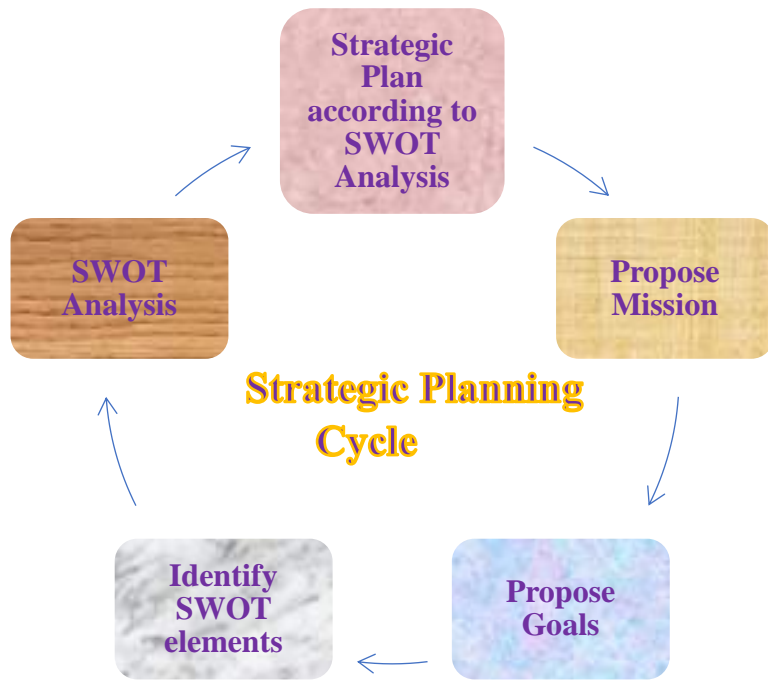 Strategic
Plan
according to
SWOT
Analysis
SWOT
Analysis
Propose
Mission
Strategic Planning
Cycle
Identify
SWOT
elements
Propose
Goals